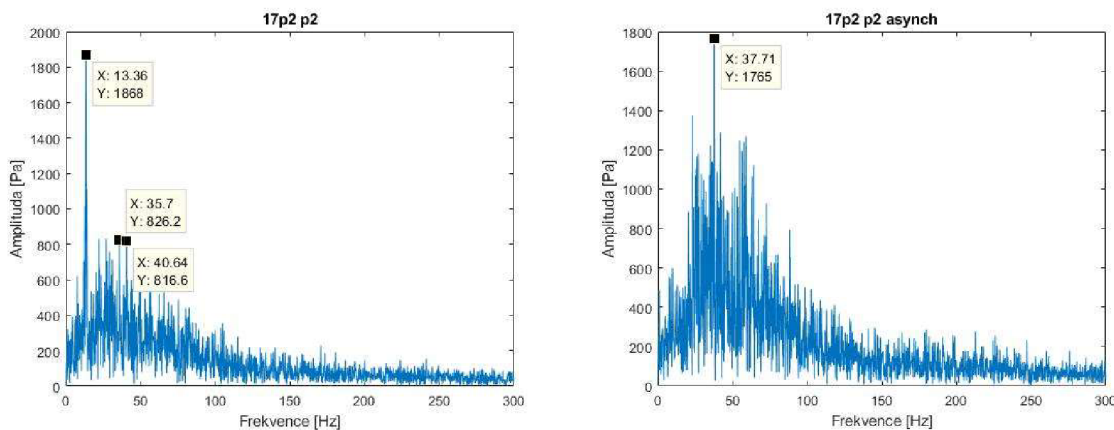 17p2 p2
Amplituda [Pa]
2000
1800
1600
1400
1200
1000
800
600
400
200
0
X: 13.36
Y: 1868
X: 35.7
Y: 826.2
X: 40.64
Y: 816.6
0 50 100 150 200 250 300
Frekvence [Hz]
17p2 p2 asynch
Amplituda [Pa]
1800
1600
1400
1200
1000
800
600
400
200
0
X: 37.71
Y: 1765
0 50 100 150 200 250 300
Frekvence [Hz]